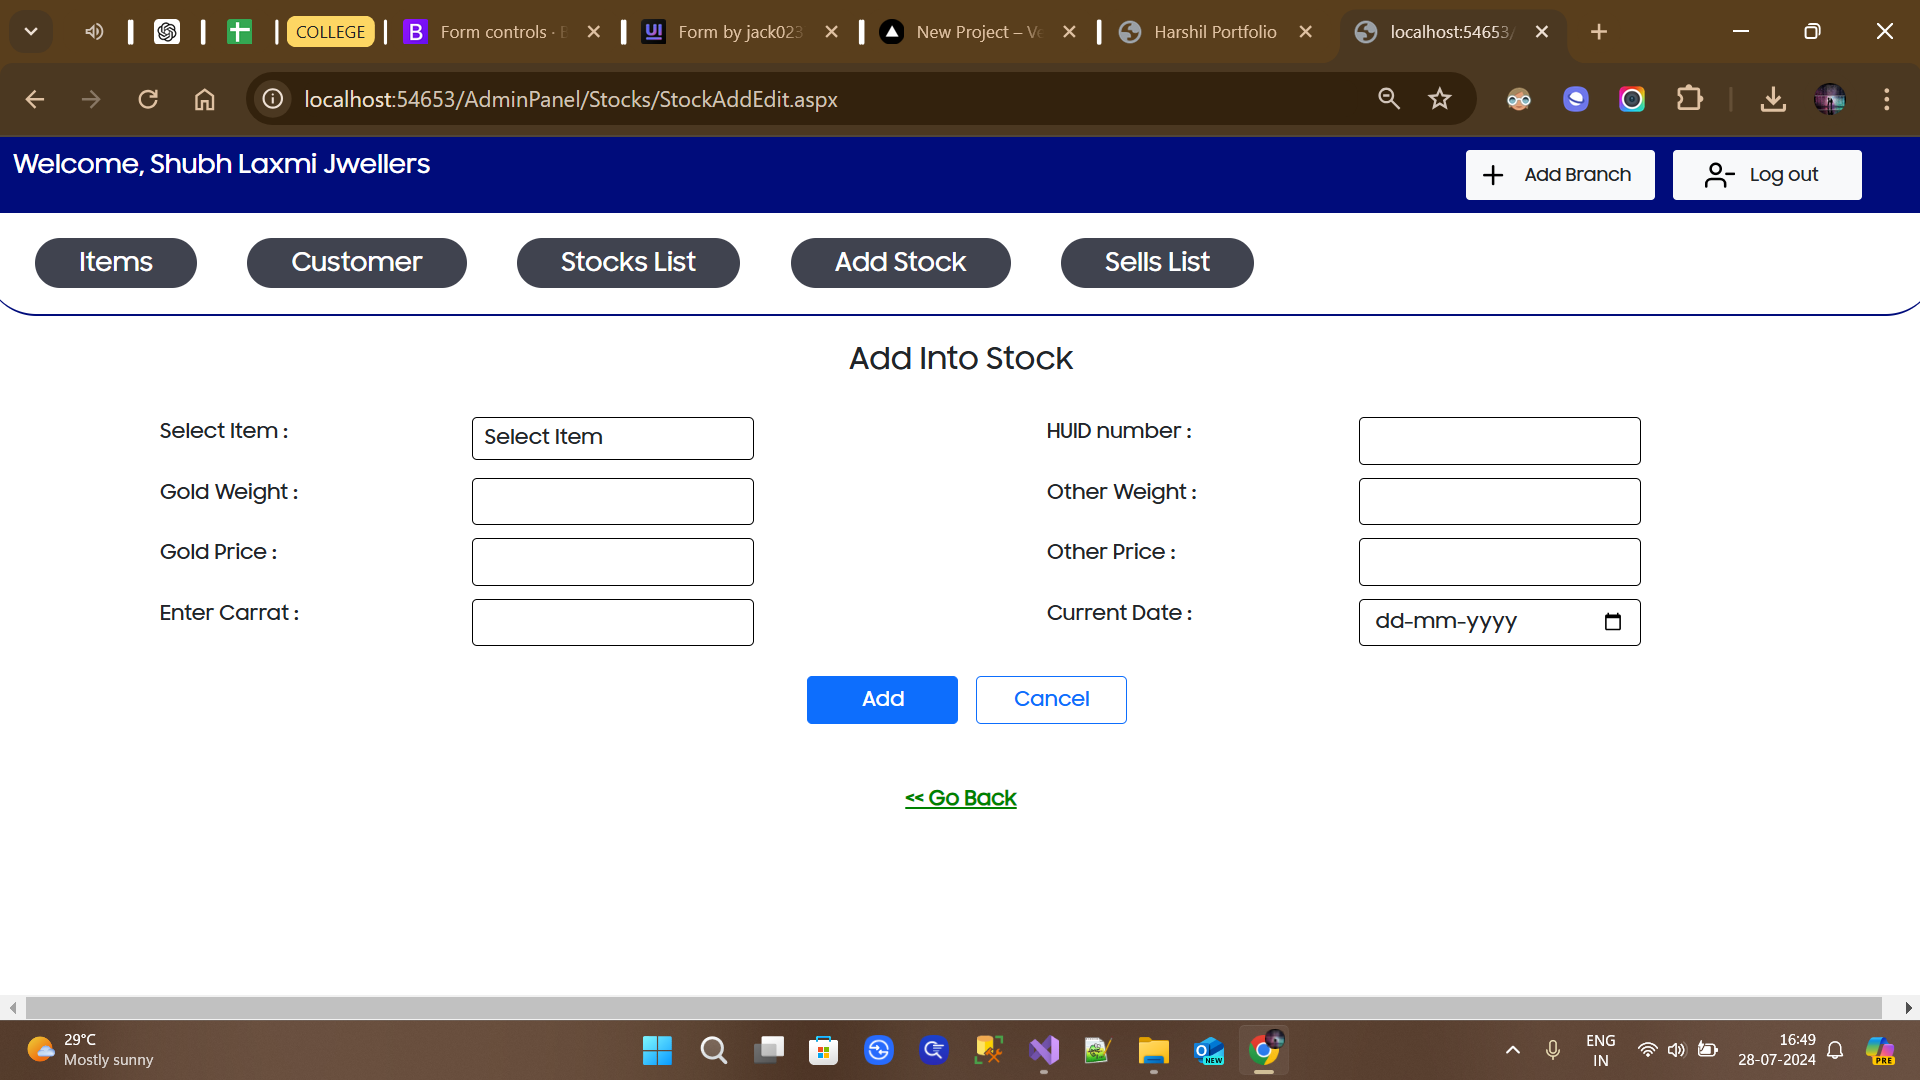 COLLEGE
Form controls · B
Form by jack023
New Project – Ve
Harshil Portfolio
localhost:54653/
localhost:54653/AdminPanel/Stocks/StockAddEdit.aspx
Welcome, Shubh Laxmi Jwellers
Add Branch
Log out
Items
Customer
Stocks List
Add Stock
Sells List
Add Into Stock
Select Item :
Select Item
HUID number :
Gold Weight :
Other Weight :
Gold Price :
Other Price :
Enter Carrat :
Current Date :
dd-mm-yyyy
Add
Cancel
<< Go Back
29°C
Mostly sunny
NEW
ENG
IN
16:49
28-07-2024
PRE